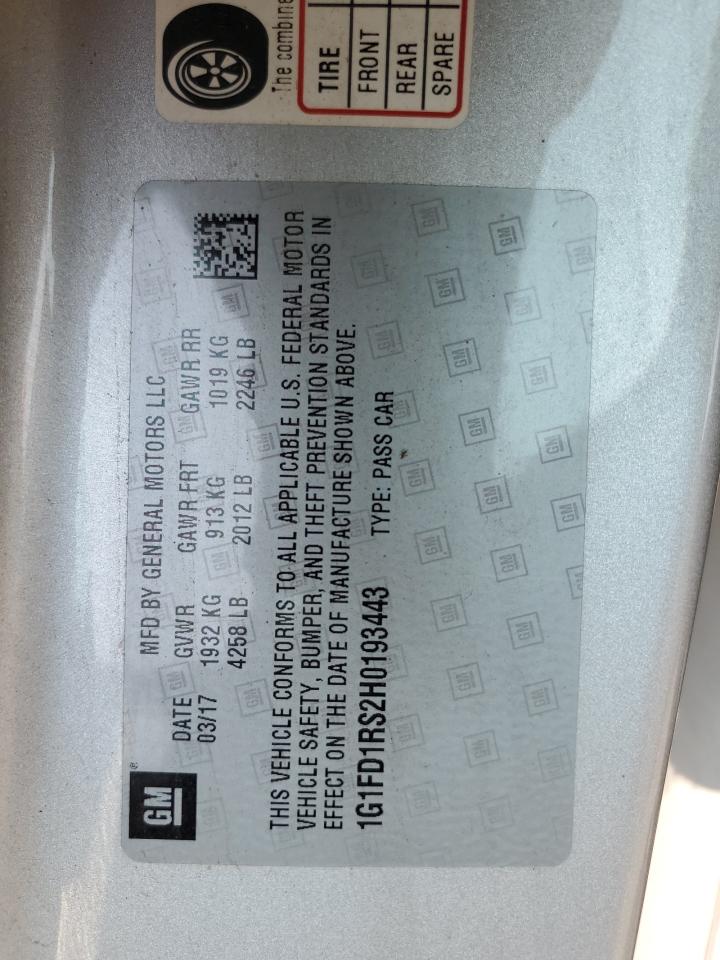 GM
MFD BY GENERAL MOTORS LLC
DATE GVWR GAWR FRT GAWR RR
03/17 1932 KG 913 KG 1019 KG
4258 LB 2012 LB 2246 LB
THIS VEHICLE CONFORMS TO ALL APPLICABLE U.S. FEDERAL MOTOR
VEHICLE SAFETY, BUMPER, AND THEFT PREVENTION STANDARDS IN
EFFECT ON THE DATE OF MANUFACTURE SHOWN ABOVE.
1G1FD1RS2H0193443 TYPE: PASS CAR
The combine
TIRE
FRONT
REAR
SPARE